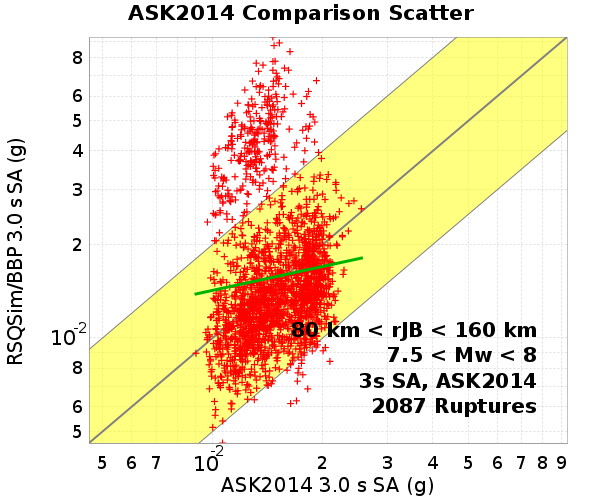 ASK2014 Comparison Scatter
RSQSim/BBP 3.0 s SA (g)
8
6
5
4
3
2
10-2
8
6
5
80 km < rJB < 160 km
7.5 < Mw < 8
3s SA, ASK2014
2087 Ruptures
5 6 7 10-2 2 3 4 5 6 7 8 9
ASK2014 3.0 s SA (g)